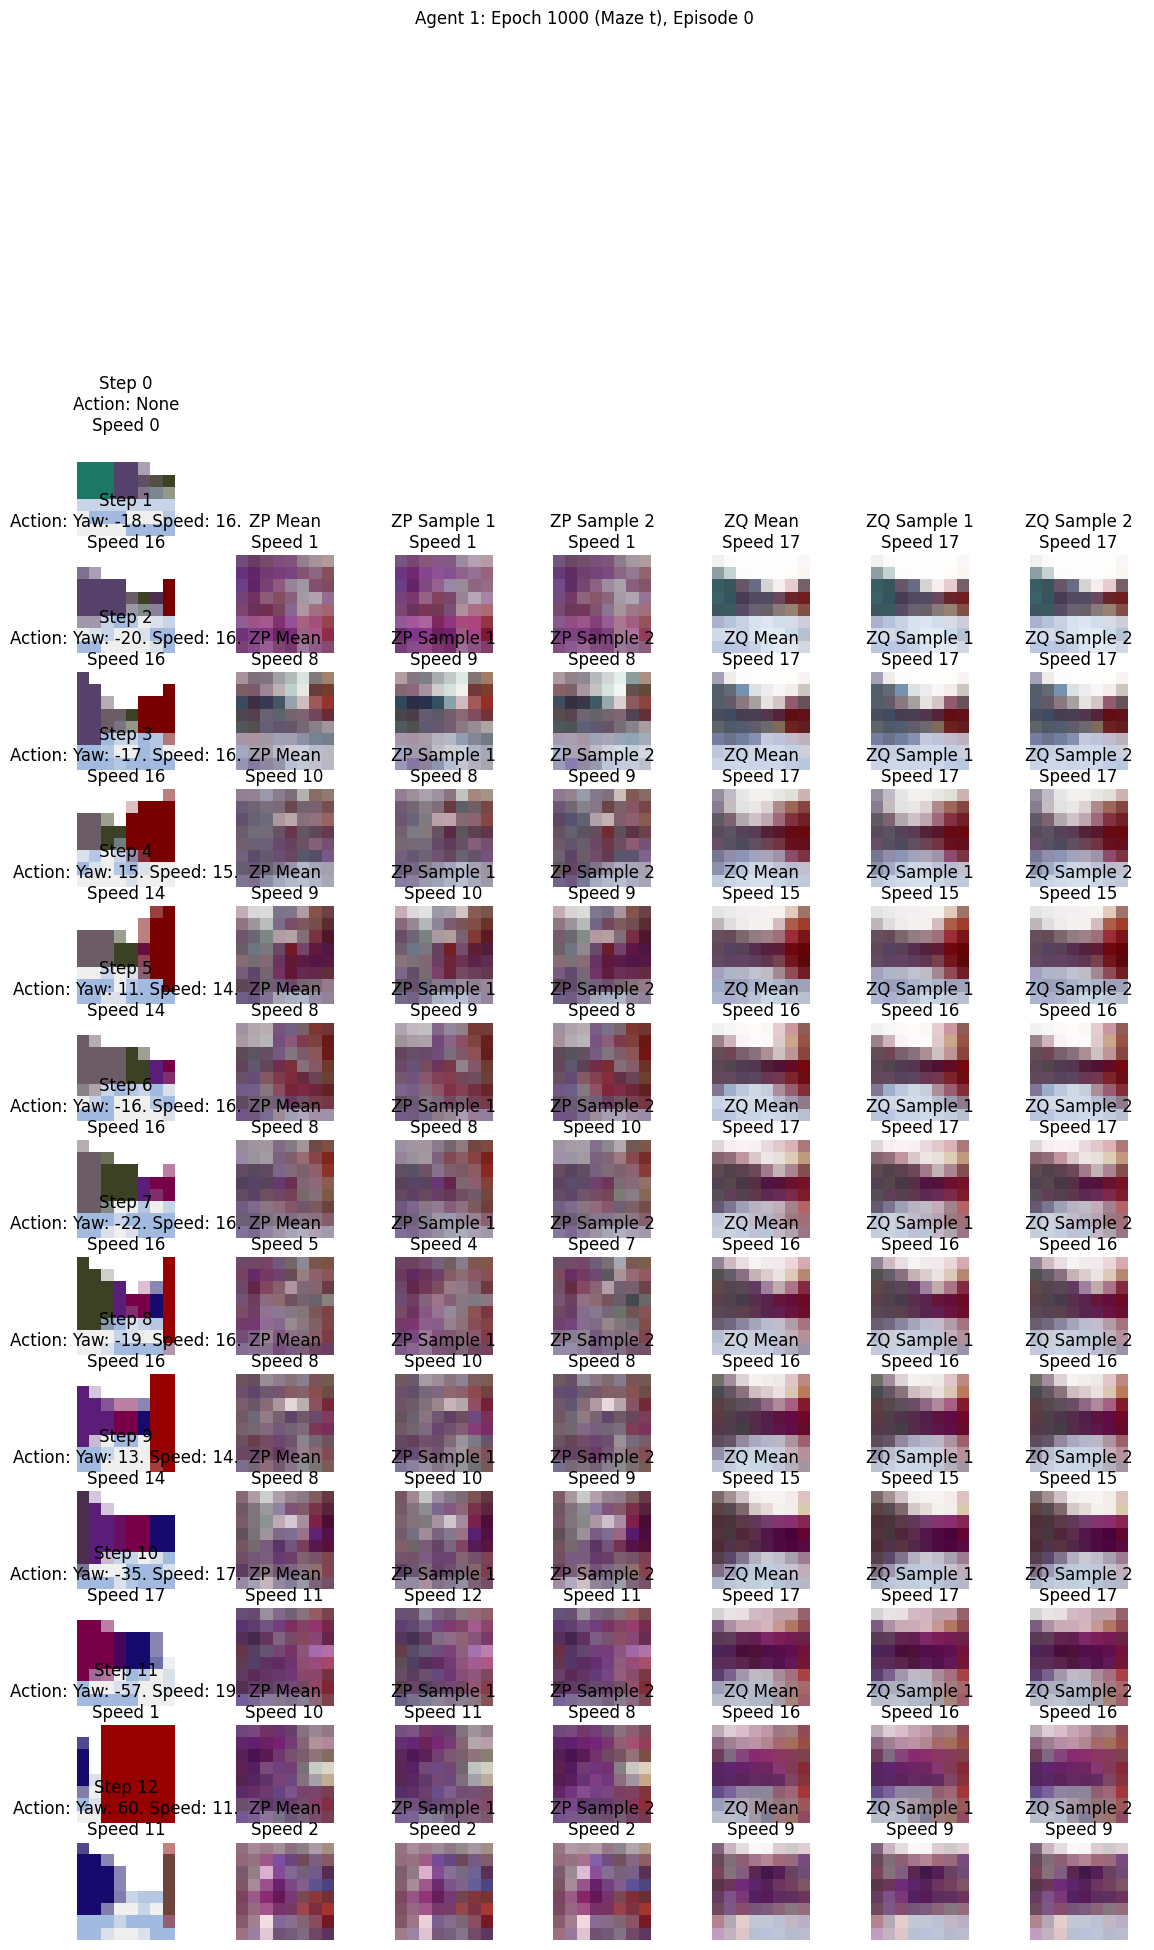 Agent 1: Epoch 1000 (Maze t), Episode 0
Step 0
Action: None
Speed 0
Step 1
Action: Yaw: -18. Speed: 16. ZP Mean ZP Sample 1 ZP Sample 2 ZQ Mean ZQ Sample 1 ZQ Sample 2
Speed 16 Speed 1 Speed 1 Speed 1 Speed 17 Speed 17 Speed 17
Step 2
Action: Yaw: -20. Speed: 16. ZP Mean ZP Sample 1 ZP Sample 2 ZQ Mean ZQ Sample 1 ZQ Sample 2
Speed 16 Speed 8 Speed 9 Speed 8 Speed 17 Speed 17 Speed 17
Step 3
Action: Yaw: -17. Speed: 16. ZP Mean ZP Sample 1 ZP Sample 2 ZQ Mean ZQ Sample 1 ZQ Sample 2
Speed 16 Speed 10 Speed 8 Speed 9 Speed 17 Speed 17 Speed 17
Step 4
Action: Yaw: 15. Speed: 15. ZP Mean ZP Sample 1 ZP Sample 2 ZQ Mean ZQ Sample 1 ZQ Sample 2
Speed 14 Speed 9 Speed 10 Speed 9 Speed 15 Speed 15 Speed 15
Step 5
Action: Yaw: 11. Speed: 14. ZP Mean ZP Sample 1 ZP Sample 2 ZQ Mean ZQ Sample 1 ZQ Sample 2
Speed 14 Speed 8 Speed 9 Speed 8 Speed 16 Speed 16 Speed 16
Step 6
Action: Yaw: -16. Speed: 16. ZP Mean ZP Sample 1 ZP Sample 2 ZQ Mean ZQ Sample 1 ZQ Sample 2
Speed 16 Speed 8 Speed 8 Speed 10 Speed 17 Speed 17 Speed 17
Step 7
Action: Yaw: -22. Speed: 16. ZP Mean ZP Sample 1 ZP Sample 2 ZQ Mean ZQ Sample 1 ZQ Sample 2
Speed 16 Speed 5 Speed 4 Speed 7 Speed 16 Speed 16 Speed 16
Step 8
Action: Yaw: -19. Speed: 16. ZP Mean ZP Sample 1 ZP Sample 2 ZQ Mean ZQ Sample 1 ZQ Sample 2
Speed 16 Speed 8 Speed 10 Speed 8 Speed 16 Speed 16 Speed 16
Step 9
Action: Yaw: 13. Speed: 14. ZP Mean ZP Sample 1 ZP Sample 2 ZQ Mean ZQ Sample 1 ZQ Sample 2
Speed 14 Speed 8 Speed 10 Speed 9 Speed 15 Speed 15 Speed 15
Step 10
Action: Yaw: -35. Speed: 17. ZP Mean ZP Sample 1 ZP Sample 2 ZQ Mean ZQ Sample 1 ZQ Sample 2
Speed 17 Speed 11 Speed 12 Speed 11 Speed 17 Speed 17 Speed 17
Step 11
Action: Yaw: -57. Speed: 19. ZP Mean ZP Sample 1 ZP Sample 2 ZQ Mean ZQ Sample 1 ZQ Sample 2
Speed 1 Speed 10 Speed 11 Speed 8 Speed 16 Speed 16 Speed 16
Step 12
Action: Yaw: 60. Speed: 11. ZP Mean ZP Sample 1 ZP Sample 2 ZQ Mean ZQ Sample 1 ZQ Sample 2
Speed 11 Speed 2 Speed 2 Speed 2 Speed 9 Speed 9 Speed 9